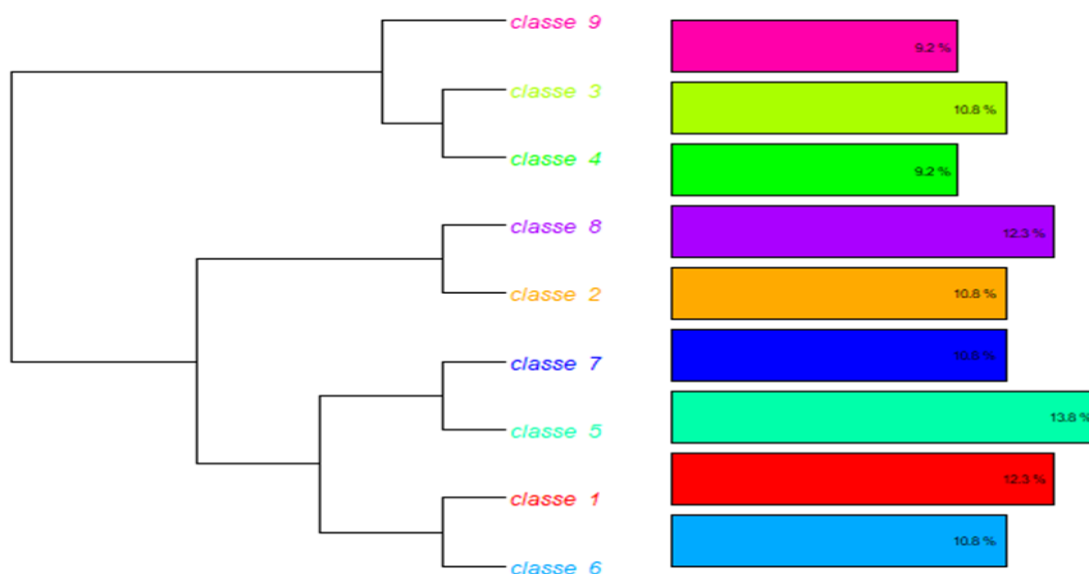 classe 9 9.2 %
classe 3 10.8 %
classe 4 9.2 %
classe 8 12.3 %
classe 2 10.8 %
classe 7 10.8 %
classe 5 13.8 %
classe 1 12.3 %
classe 6 10.8 %